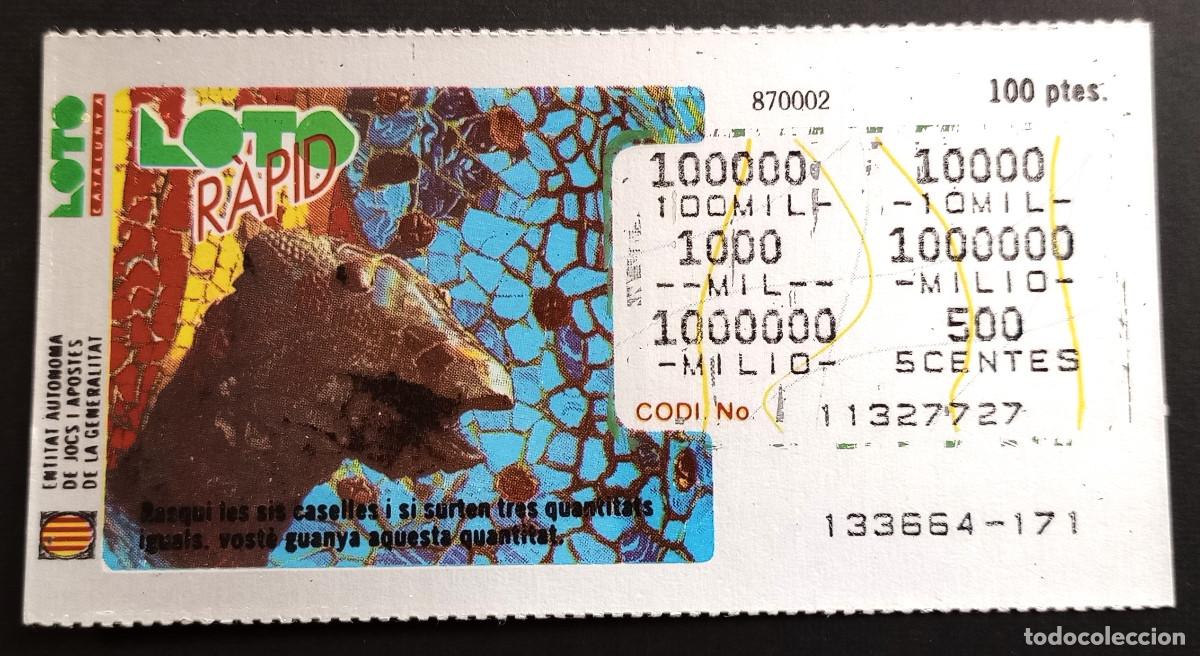 LOTO
CATALUNYA
LOTO
RÀPID
ENTITAT AUTONOMA
DE JOCS I APOSTES
DE LA GENERALITAT
870002
100 ptes.
100000 10000
100MIL- -10MIL-
1000 1000000
--MIL-- -MILIO-
1000000 500
-MILIO- 5CENTES
CODI. No. 11327727
Rasqui les sis caselles i si surten tres quantitats
iguals, vostè guanya aquesta quantitat.
133664-171
todocoleccion